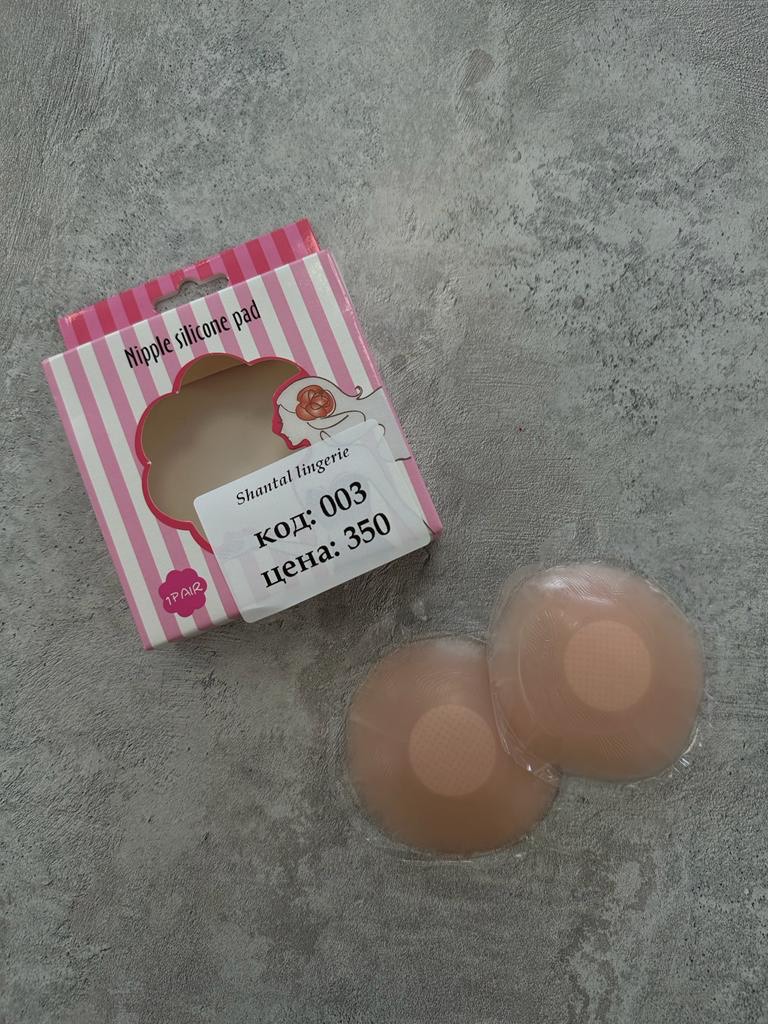 Nipple silicone pad
Shantal lingerie
код: 003
цена: 350
1PAIR